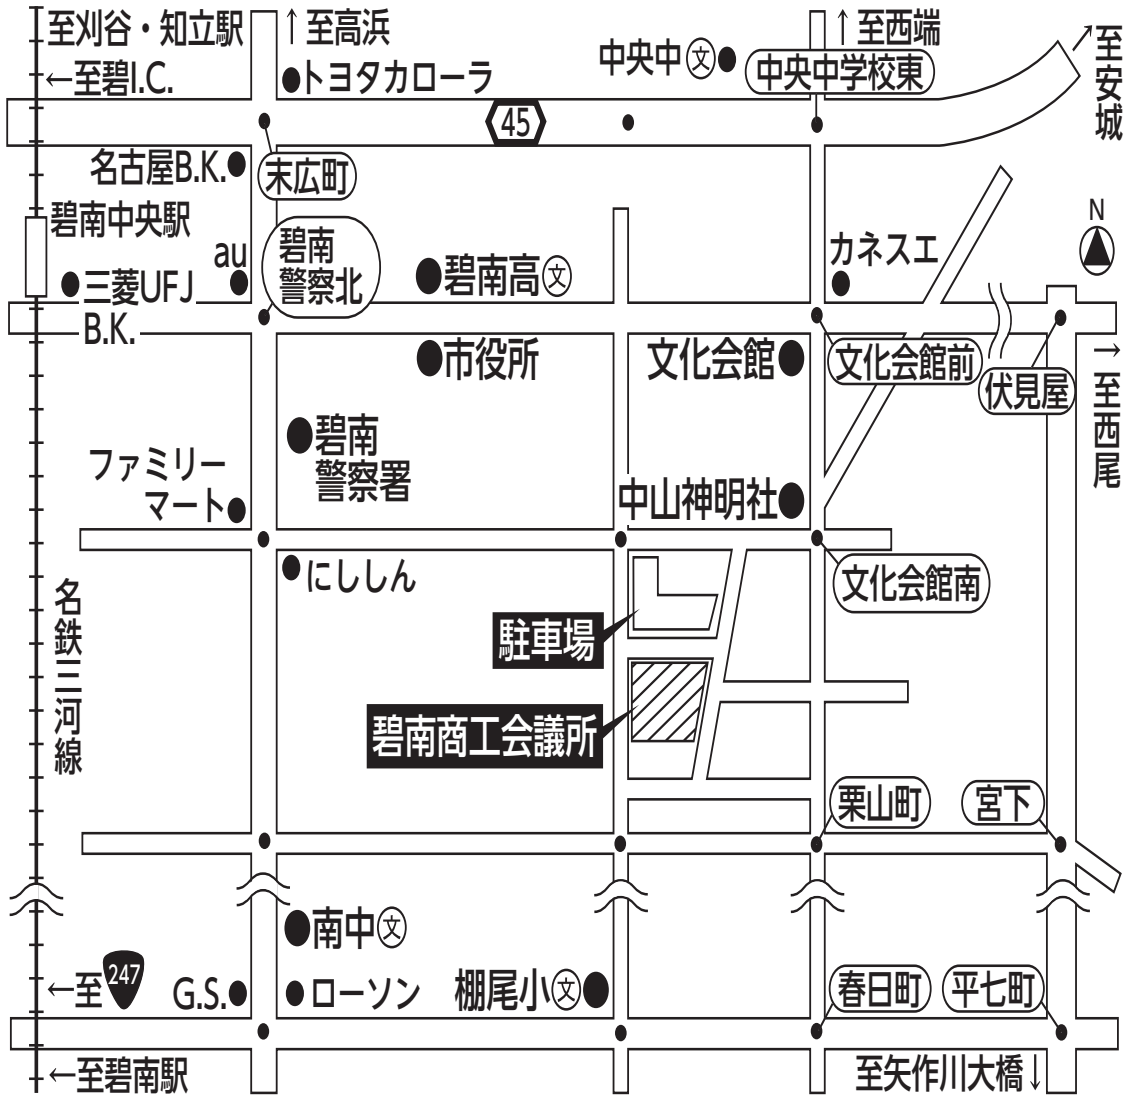 至刈谷・知立駅
↑至高浜
↑至西端
←至碧I.C.
トヨタカローラ
中央中文
中央中学校東
至安城
45
名古屋B.K.
末広町
碧南中央駅
au
碧南
警察北
碧南高文
カネスエ
N
三菱UFJ
B.K.
市役所
文化会館
文化会館前
伏見屋
→至西尾
碧南
警察署
ファミリー
マート
中山神明社
にししん
文化会館南
名鉄三河線
駐車場
碧南商工会議所
栗山町
宮下
南中文
←至247
G.S.
ローソン
棚尾小文
春日町
平七町
←至碧南駅
至矢作川大橋↓